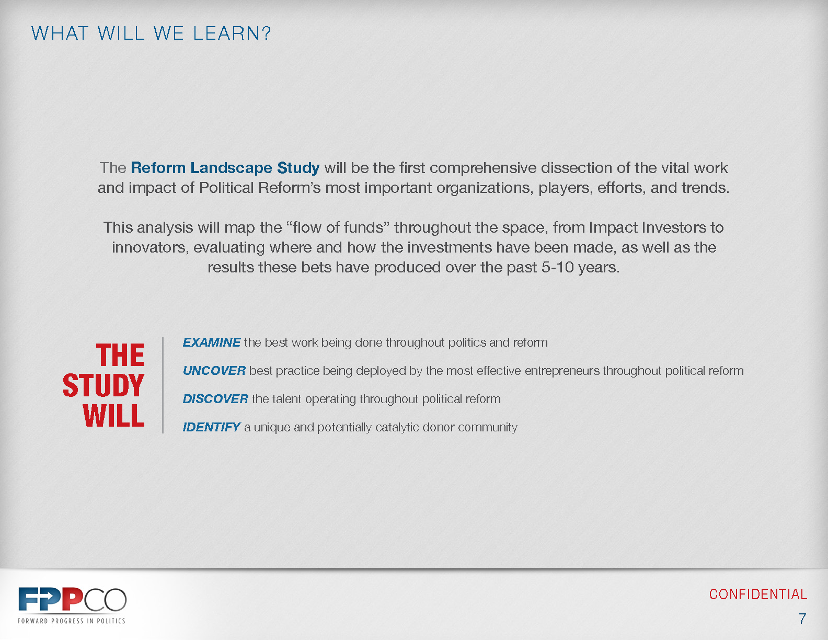 WHAT WILL WE LEARN?
The Reform Landscape Study will be the first comprehensive dissection of the vital work
and impact of Political Reform's most important organizations, players, efforts, and trends.
This analysis will map the “flow of funds” throughout the space, from Impact Investors to
innovators, evaluating where and how the investments have been made, as well as the
results these bets have produced over the past 5-10 years.
THE
STUDY
WILL
EXAMINE the best work being done throughout politics and reform
UNCOVER best practice being deployed by the most effective entrepreneurs throughout political reform
DISCOVER the talent operating throughout political reform
IDENTIFY a unique and potentially catalytic donor community
FPPCO
FORWARD PROGRESS IN POLITICS
CONFIDENTIAL
7